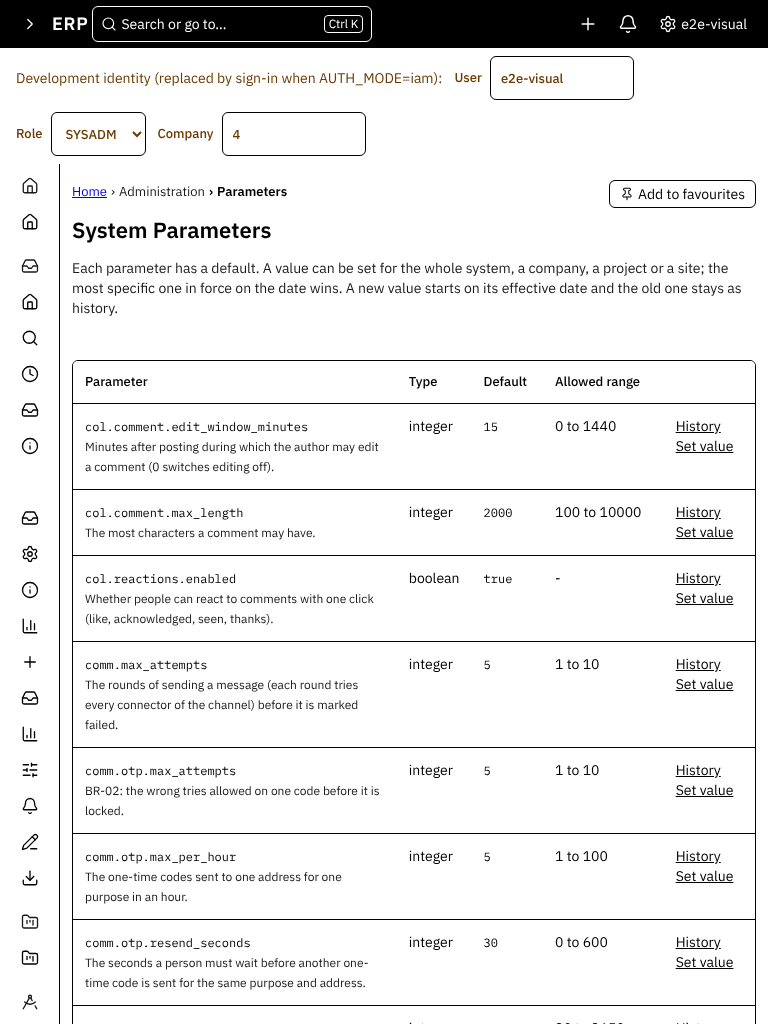 ERP
Search or go to...
Ctrl K
e2e-visual
Development identity (replaced by sign-in when AUTH_MODE=iam):
User
e2e-visual
Role
SYSADM
Company
4
Home › Administration › Parameters
Add to favourites
System Parameters
Each parameter has a default. A value can be set for the whole system, a company, a project or a site; the
most specific one in force on the date wins. A new value starts on its effective date and the old one stays as
history.
Parameter Type Default Allowed range
col.comment.edit_window_minutes integer 15 0 to 1440 History
Minutes after posting during which the author may edit Set value
a comment (0 switches editing off).
col.comment.max_length integer 2000 100 to 10000 History
The most characters a comment may have. Set value
col.reactions.enabled boolean true - History
Whether people can react to comments with one click Set value
(like, acknowledged, seen, thanks).
comm.max_attempts integer 5 1 to 10 History
The rounds of sending a message (each round tries Set value
every connector of the channel) before it is marked
failed.
comm.otp.max_attempts integer 5 1 to 10 History
BR-02: the wrong tries allowed on one code before it is Set value
locked.
comm.otp.max_per_hour integer 5 1 to 100 History
The one-time codes sent to one address for one Set value
purpose in an hour.
comm.otp.resend_seconds integer 30 0 to 600 History
The seconds a person must wait before another one- Set value
time code is sent for the same purpose and address.